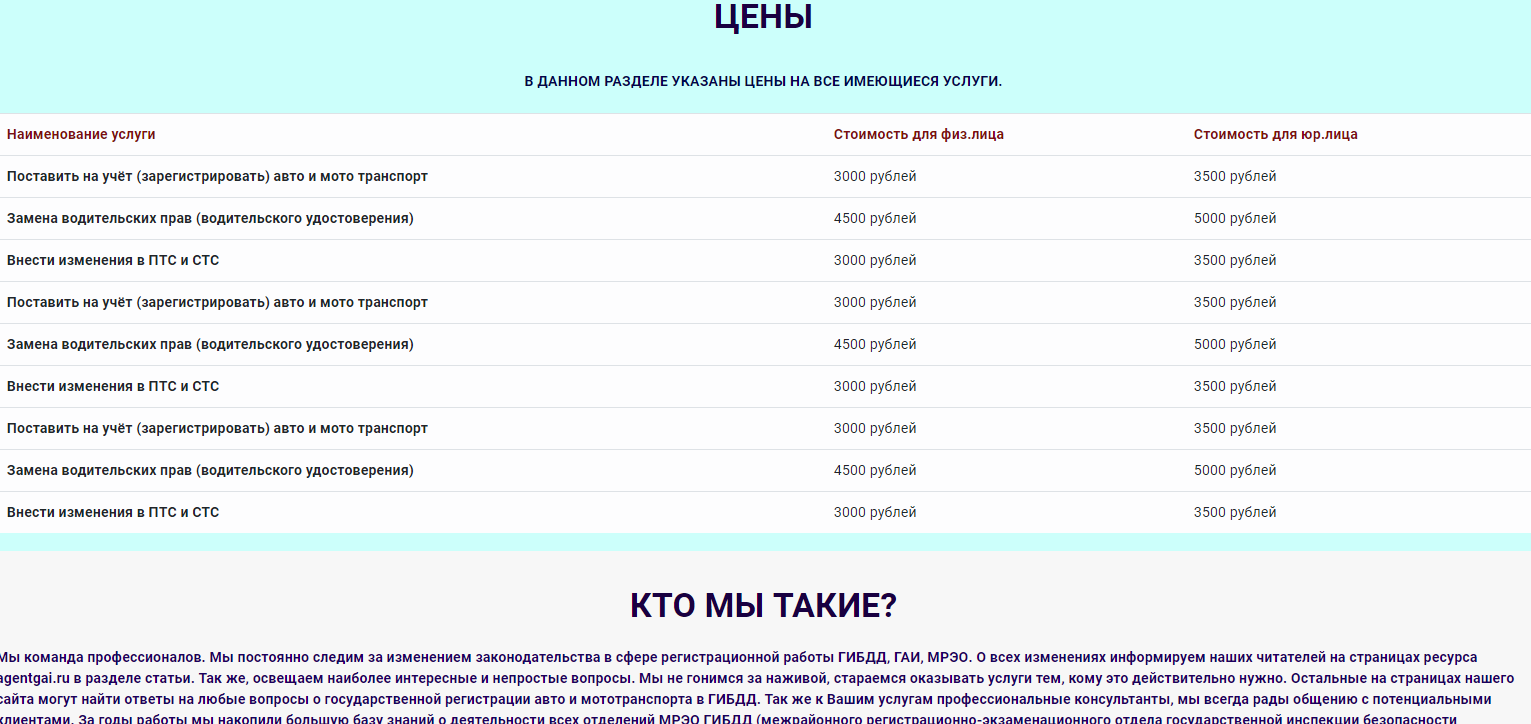 ЦЕНЫ
В ДАННОМ РАЗДЕЛЕ УКАЗАНЫ ЦЕНЫ НА ВСЕ ИМЕЮЩИЕСЯ УСЛУГИ.
Наименование услуги Стоимость для физ.лица Стоимость для юр.лица
Поставить на учёт (зарегистрировать) авто и мото транспорт 3000 рублей 3500 рублей
Замена водительских прав (водительского удостоверения) 4500 рублей 5000 рублей
Внести изменения в ПТС и СТС 3000 рублей 3500 рублей
Поставить на учёт (зарегистрировать) авто и мото транспорт 3000 рублей 3500 рублей
Замена водительских прав (водительского удостоверения) 4500 рублей 5000 рублей
Внести изменения в ПТС и СТС 3000 рублей 3500 рублей
Поставить на учёт (зарегистрировать) авто и мото транспорт 3000 рублей 3500 рублей
Замена водительских прав (водительского удостоверения) 4500 рублей 5000 рублей
Внести изменения в ПТС и СТС 3000 рублей 3500 рублей
КТО МЫ ТАКИЕ?
Мы команда профессионалов. Мы постоянно следим за изменением законодательства в сфере регистрационной работы ГИБДД, ГАИ, МРЭО. О всех изменениях информируем наших читателей на страницах ресурса
agentgai.ru в разделе статьи. Так же, освещаем наиболее интересные и непростые вопросы. Мы не гонимся за наживой, стараемся оказывать услуги тем, кому это действительно нужно. Остальные на страницах нашего
сайта могут найти ответы на любые вопросы о государственной регистрации авто и мототранспорта в ГИБДД. Так же к Вашим услугам профессиональные консультанты, мы всегда рады общению с потенциальными
клиентами. За годы работы мы накопили большую базу знаний о деятельности всех отделений МРЭО ГИБДД (межрайонного регистрационно-экзаменационного отдела государственной инспекции безопасности